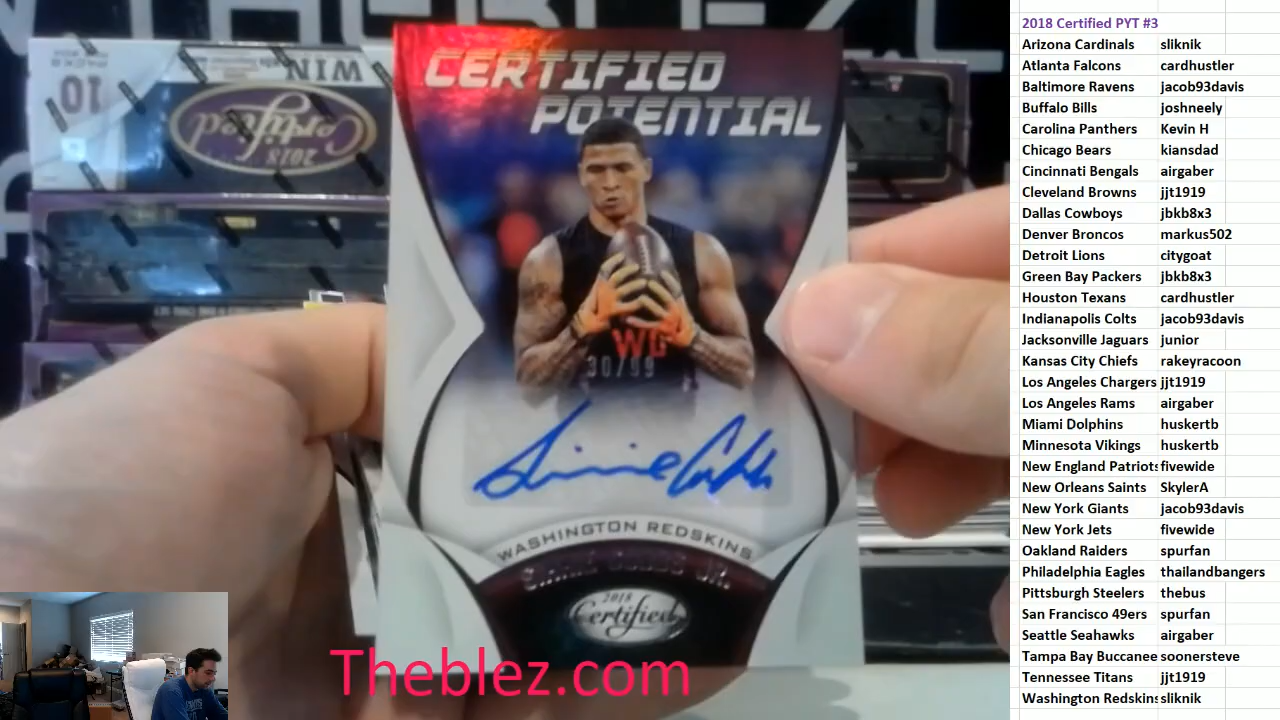 CERTIFIED
POTENTIAL
WG
30/99
WASHINGTON REDSKINS
2018
Certified
Theblez.com
WIN
10
2018
Certified
2018 Certified PYT #3
Arizona Cardinals sliknik
Atlanta Falcons cardhustler
Baltimore Ravens jacob93davis
Buffalo Bills joshneely
Carolina Panthers Kevin H
Chicago Bears kiansdad
Cincinnati Bengals airgaber
Cleveland Browns jjt1919
Dallas Cowboys jbkb8x3
Denver Broncos markus502
Detroit Lions citygoat
Green Bay Packers jbkb8x3
Houston Texans cardhustler
Indianapolis Colts jacob93davis
Jacksonville Jaguars junior
Kansas City Chiefs rakeyracoon
Los Angeles Chargers jjt1919
Los Angeles Rams airgaber
Miami Dolphins huskertb
Minnesota Vikings huskertb
New England Patriots fivewide
New Orleans Saints SkylerA
New York Giants jacob93davis
New York Jets fivewide
Oakland Raiders spurfan
Philadelphia Eagles thailandbangers
Pittsburgh Steelers thebus
San Francisco 49ers spurfan
Seattle Seahawks airgaber
Tampa Bay Buccanee soonersteve
Tennessee Titans jjt1919
Washington Redskins sliknik